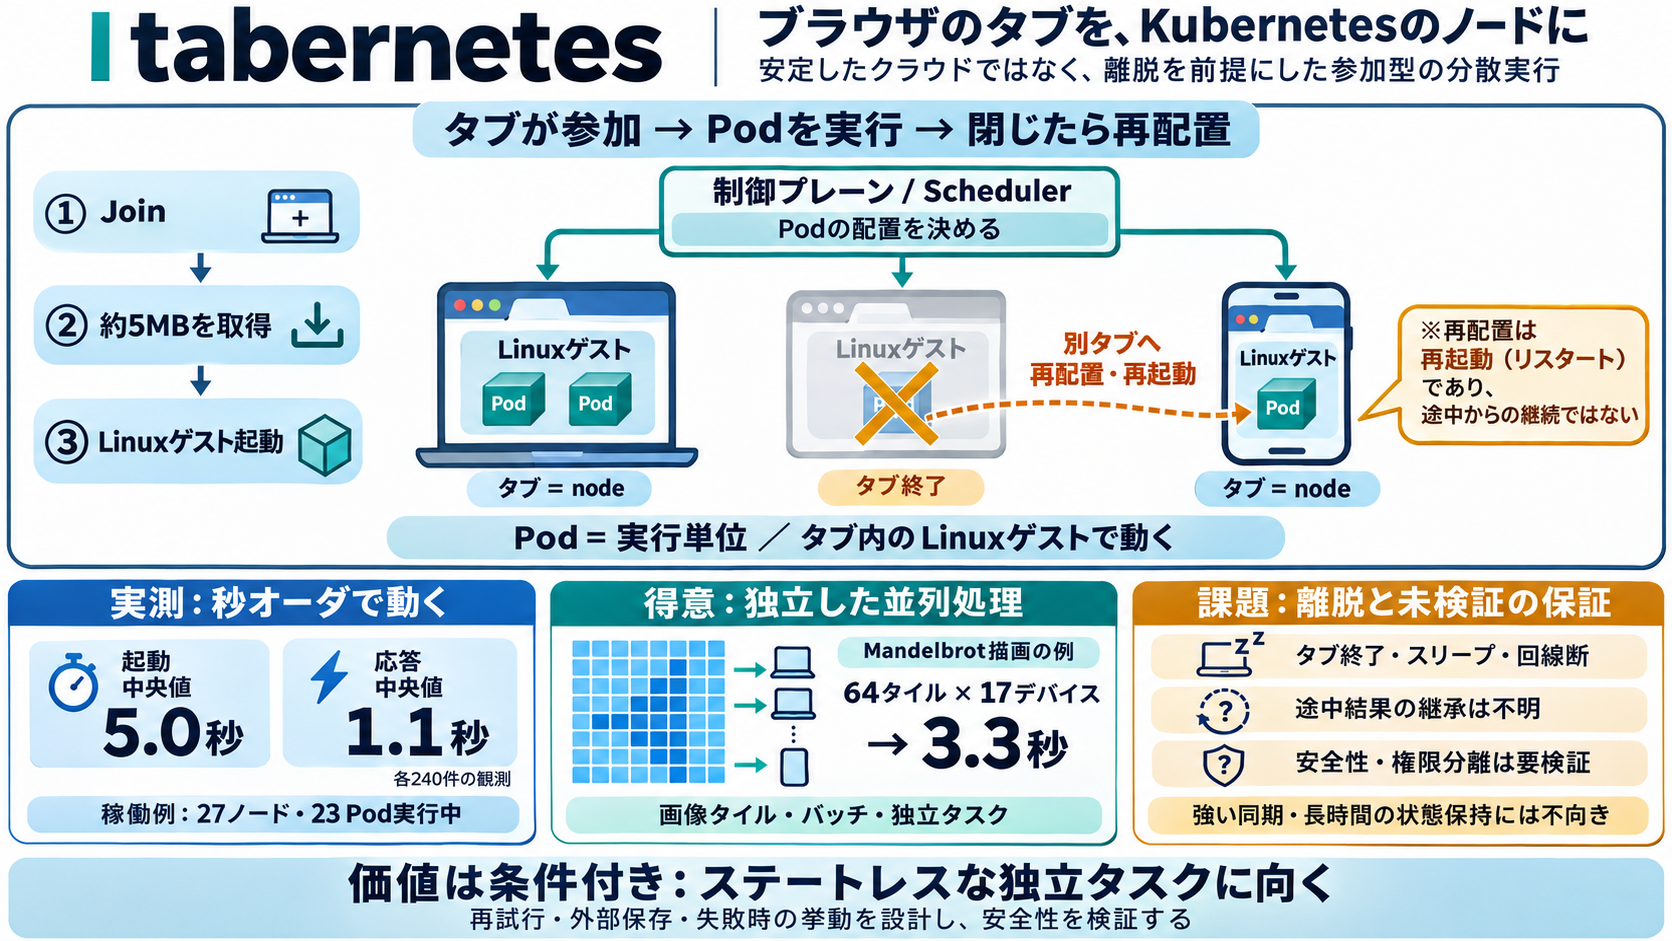 tabernetes
ブラウザのタブを、Kubernetesのノードに
安定したクラウドではなく、離脱を前提にした参加型の分散実行
タブが参加 → Podを実行 → 閉じたら再配置
① Join
② 約5MBを取得
③ Linuxゲスト起動
制御プレーン / Scheduler
Podの配置を決める
Linuxゲスト
Pod
Pod
タブ = node
Linuxゲスト
タブ終了
別タブへ
再配置・再起動
Linuxゲスト
Pod
タブ = node
※再配置は
再起動（リスタート）
であり、
途中からの継続ではない
Pod = 実行単位 ／ タブ内のLinuxゲストで動く
実測：秒オーダで動く
起動
中央値
5.0秒
応答
中央値
1.1秒
各240件の観測
稼働例：27ノード・23 Pod実行中
得意：独立した並列処理
Mandelbrot描画の例
64タイル × 17デバイス
→ 3.3秒
画像タイル・バッチ・独立タスク
課題：離脱と未検証の保証
zz
タブ終了・スリープ・回線断
?
途中結果の継承は不明
?
安全性・権限分離は要検証
強い同期・長時間の状態保持には不向き
価値は条件付き：ステートレスな独立タスクに向く
再試行・外部保存・失敗時の挙動を設計し、安全性を検証する